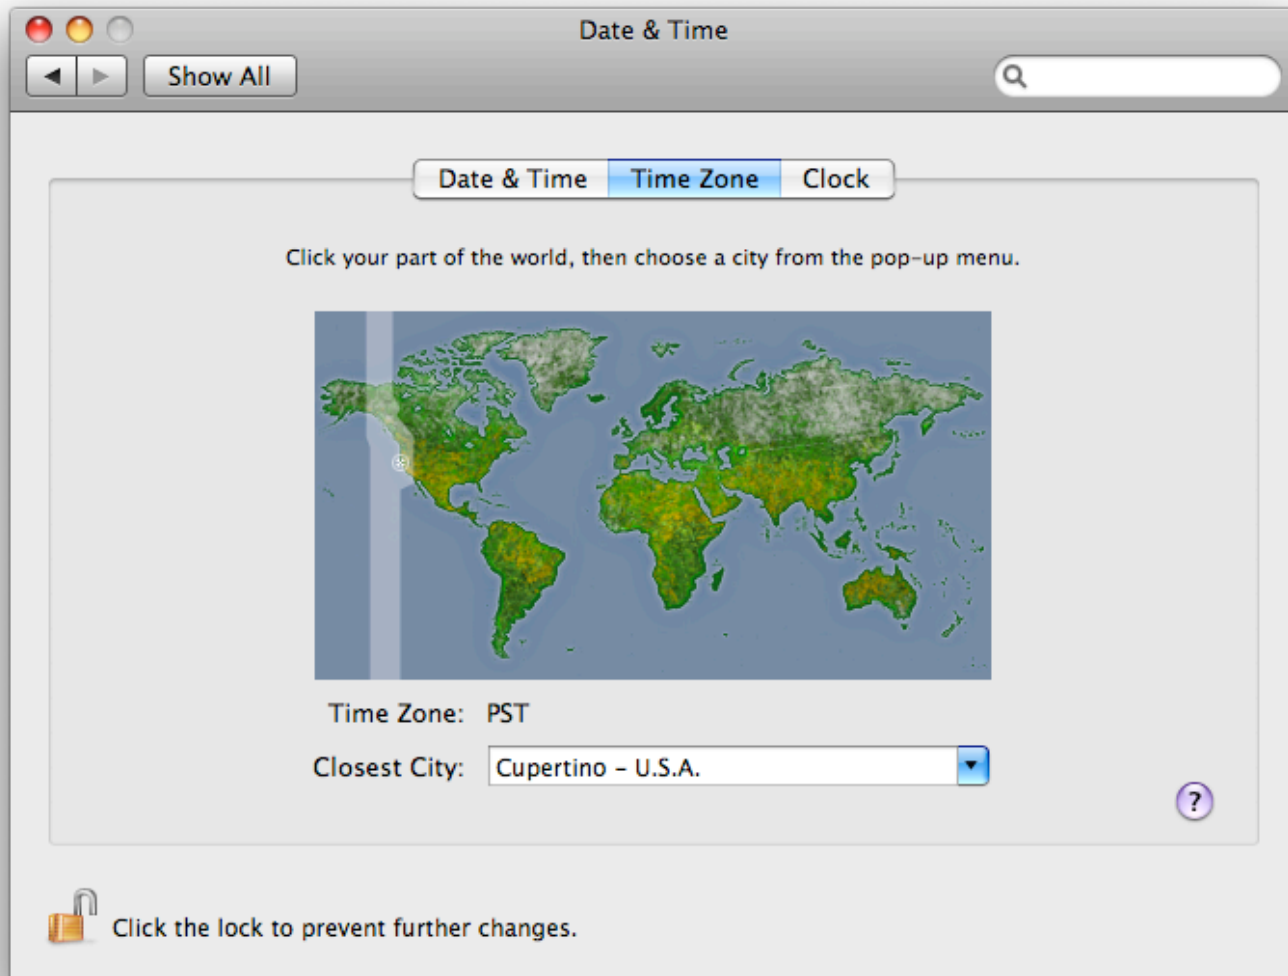 Date & Time
Show All
Date & Time Time Zone Clock
Click your part of the world, then choose a city from the pop-up menu.
Time Zone: PST
Closest City: Cupertino - U.S.A.
?
Click the lock to prevent further changes.